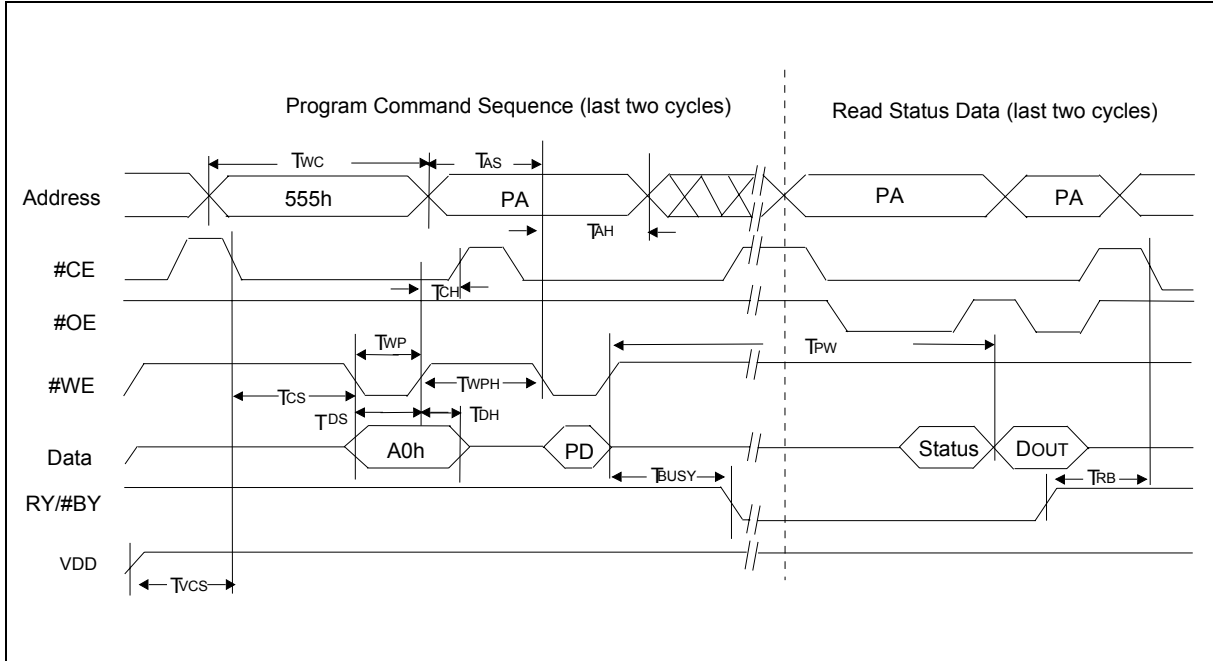 Program Command Sequence (last two cycles)
Read Status Data (last two cycles)
TWC
TAS
Address
555h
PA
PA
PA
TAH
#CE
TCH
#OE
TWP
TPW
#WE
TWPH
TCS
TDS
TDH
Data
A0h
PD
Status
DOUT
TBUSY
TRB
RY/#BY
VDD
TVCS